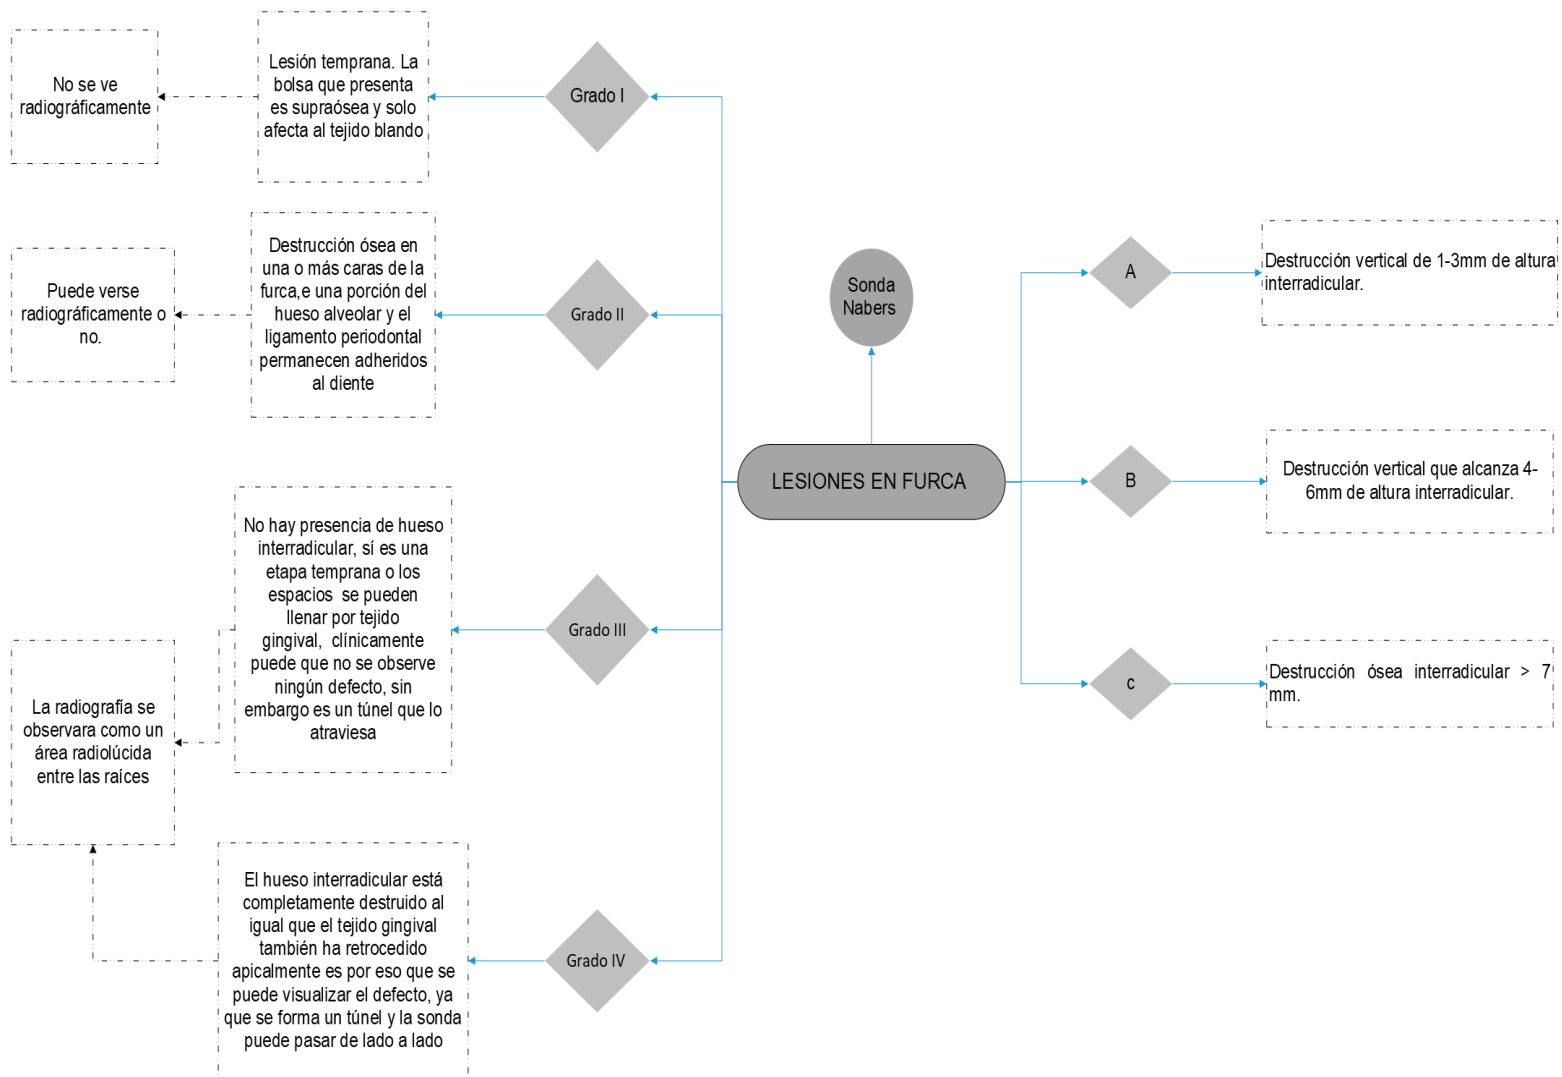 No se ve
radiográficamente
Lesión temprana. La
bolsa que presenta
es supraósea y solo
afecta al tejido blando
Grado I
Puede verse
radiográficamente o
no.
Destrucción ósea en
una o más caras de la
furca,e una porción del
hueso alveolar y el
ligamento periodontal
permanecen adheridos
al diente
Grado II
La radiografía se
observara como un
área radiolúcida
entre las raíces
No hay presencia de hueso
interradicular, sí es una
etapa temprana o los
espacios se pueden
llenar por tejido
gingival, clínicamente
puede que no se observe
ningún defecto, sin
embargo es un túnel que lo
atraviesa
Grado III
El hueso interradicular está
completamente destruido al
igual que el tejido gingival
también ha retrocedido
apicalmente es por eso que se
puede visualizar el defecto, ya
que se forma un túnel y la sonda
puede pasar de lado a lado
Grado IV
Sonda
Nabers
LESIONES EN FURCA
A
Destrucción vertical de 1-3mm de altura
interradicular.
B
Destrucción vertical que alcanza 4-
6mm de altura interradicular.
c
Destrucción ósea interradicular > 7
mm.